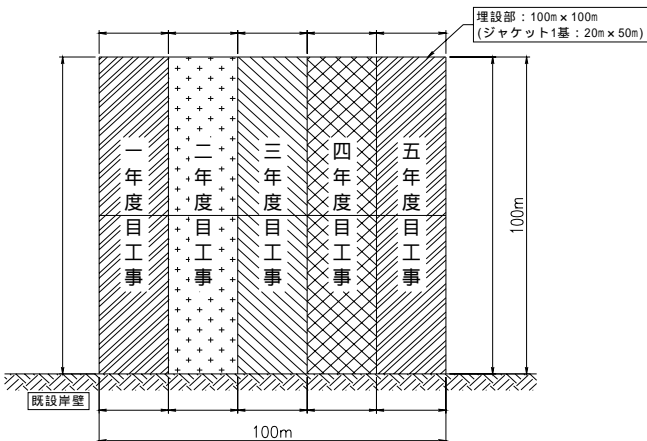 埋設部：100m×100m
(ジャケット1基：20m×50m)
一年度目工事
二年度目工事
三年度目工事
四年度目工事
五年度目工事
100m
既設岸壁
100m